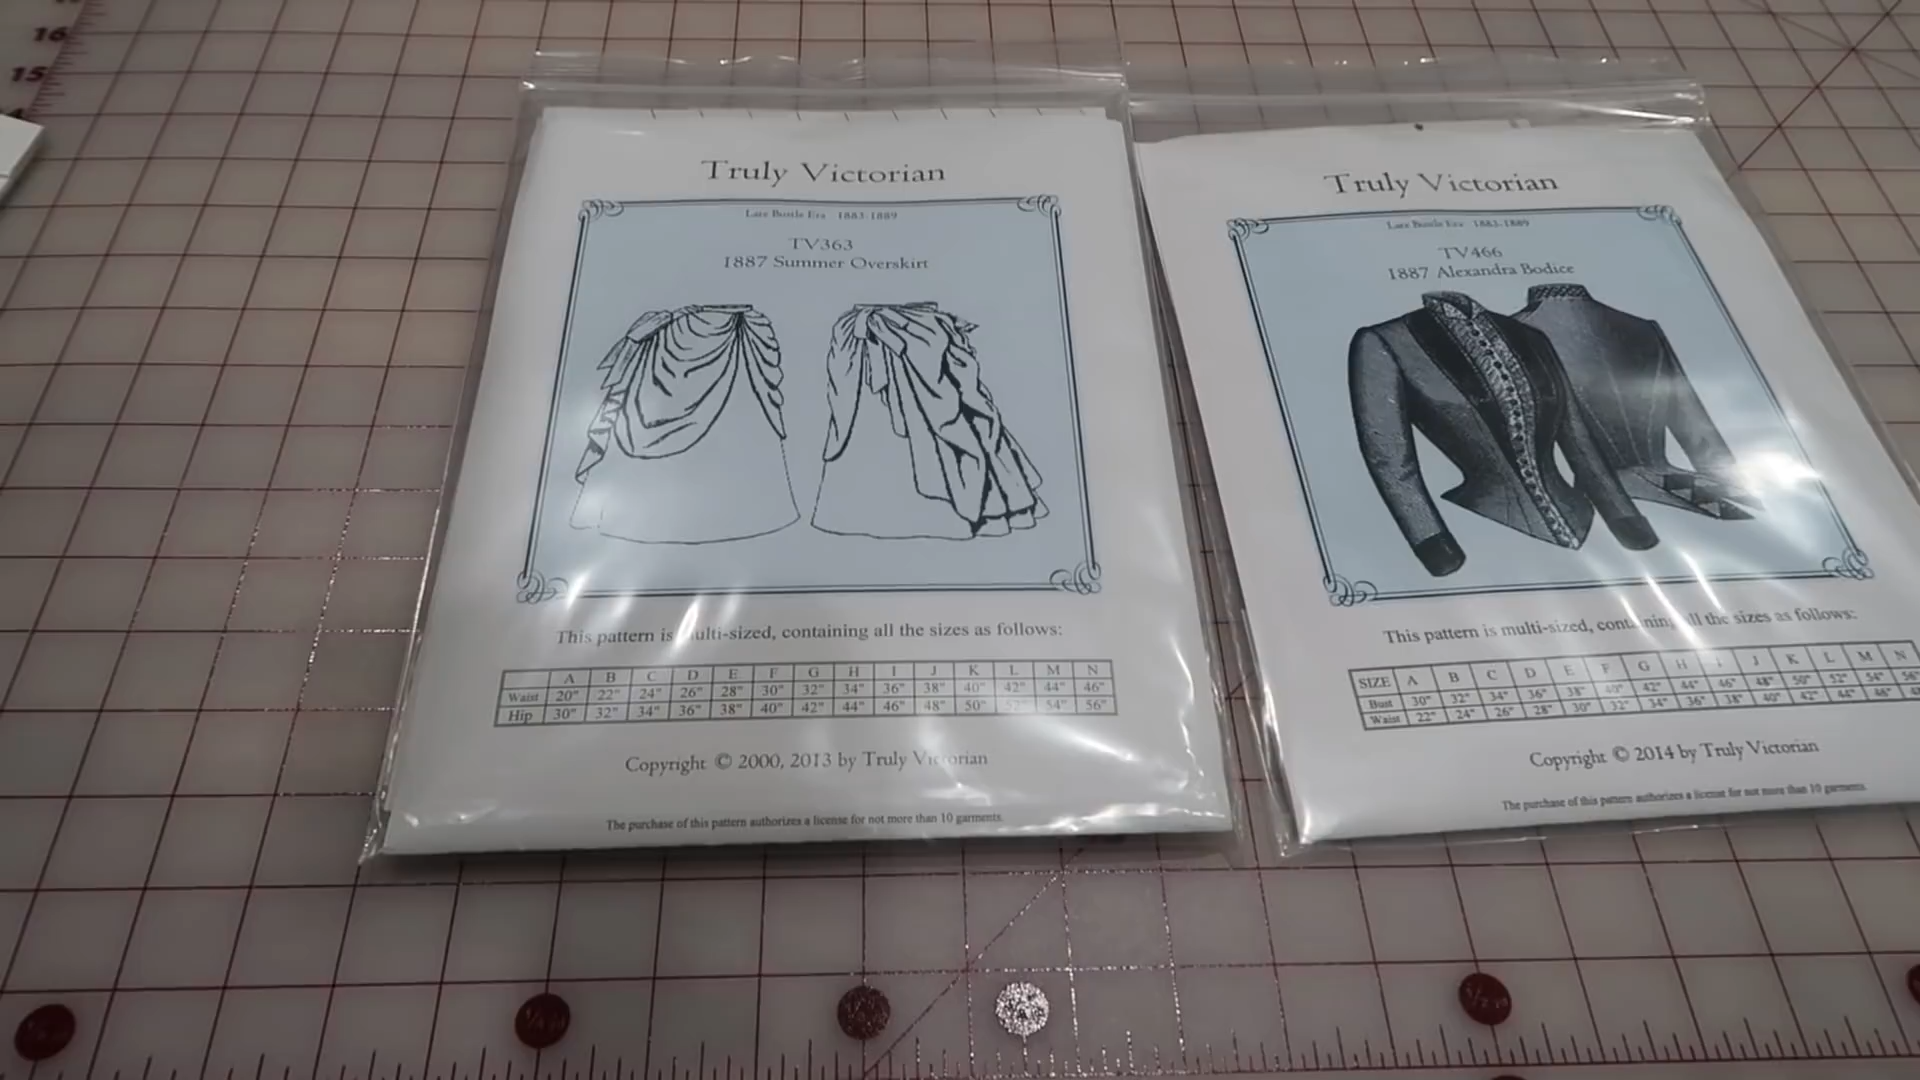 16
15
Truly Victorian
Late Bustle Era 1883-1889
TV363
1887 Summer Overskirt
This pattern is multi-sized, containing all the sizes as follows:
A B C D E F G H I J K L M N
Waist 20" 22" 24" 26" 28" 30" 32" 34" 36" 38" 40" 42" 44" 46"
Hip 30" 32" 34" 36" 38" 40" 42" 44" 46" 48" 50" 52" 54" 56"
Copyright © 2000, 2013 by Truly Victorian
The purchase of this pattern authorizes a license for not more than 10 garments.
Truly Victorian
Late Bustle Era 1883-1889
TV466
1887 Alexandra Bodice
This pattern is multi-sized, containing all the sizes as follows:
SIZE A B C D E F G H I J K L M N
Bust 30" 32" 34" 36" 38" 40" 42" 44" 46" 48" 50" 52" 54" 56"
Waist 22" 24" 26" 28" 30" 32" 34" 36" 38" 40" 42" 44" 46"
Copyright © 2014 by Truly Victorian
The purchase of this pattern authorizes a license for not more than 10 garments.